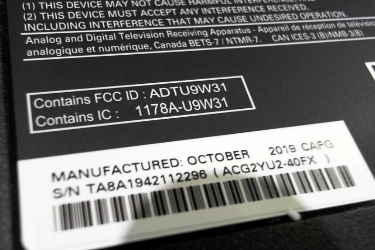 (1) THIS DEVICE MAY NOT CAUSE HARMFUL INTERFERENCE, AND
(2) THIS DEVICE MUST ACCEPT ANY INTERFERENCE RECEIVED,
INCLUDING INTERFERENCE THAT MAY CAUSE UNDESIRED OPERATION.
Analog and Digital Television Receiving Apparatus - Appareil de réception de télévision
analogique et numérique, Canada BETS-7 / NTMR-7. CAN ICES-3 (B)/NMB-3(B)
Contains FCC ID : ADTU9W31
Contains IC : 1178A-U9W31
MANUFACTURED: OCTOBER 2019 CAFG
S/N TA8A1942112296 ( ACG2YU2-40FX )